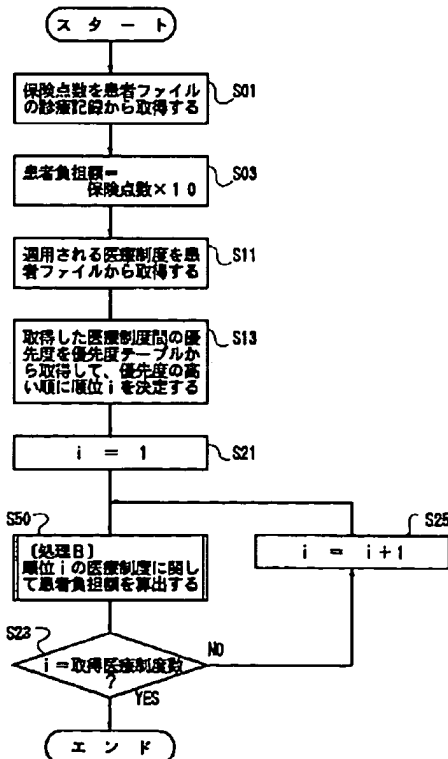 スタート
保険点数を患者ファイル
の診療記録から取得する
S01
患者負担額＝
保険点数×10
S03
適用される医療制度を患
者ファイルから取得する
S11
取得した医療制度間の優
先度を優先度テーブルか
ら取得して、優先度の高
い順に順位iを決定する
S13
i = 1
S21
S50
〔処理B〕
順位iの医療制度に関し
て患者負担額を算出する
S25
i = i+1
S23
i＝取得医療制度数
?
NO
YES
エンド